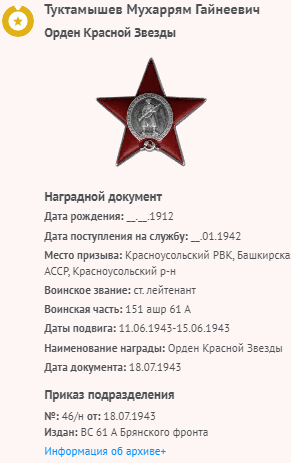 Туктамышев Мухаррям Гайнеевич
Орден Красной Звезды
Наградной документ
Дата рождения: __.__.1912
Дата поступления на службу: __.01.1942
Место призыва: Красноусольский РВК, Башкирска
АССР, Красноусольский р-н
Воинское звание: ст. лейтенант
Воинская часть: 151 ашр 61 А
Даты подвига: 11.06.1943-15.06.1943
Наименование награды: Орден Красной Звезды
Дата документа: 18.07.1943
Приказ подразделения
№: 46/н от: 18.07.1943
Издан: ВС 61 А Брянского фронта
Информация об архиве+